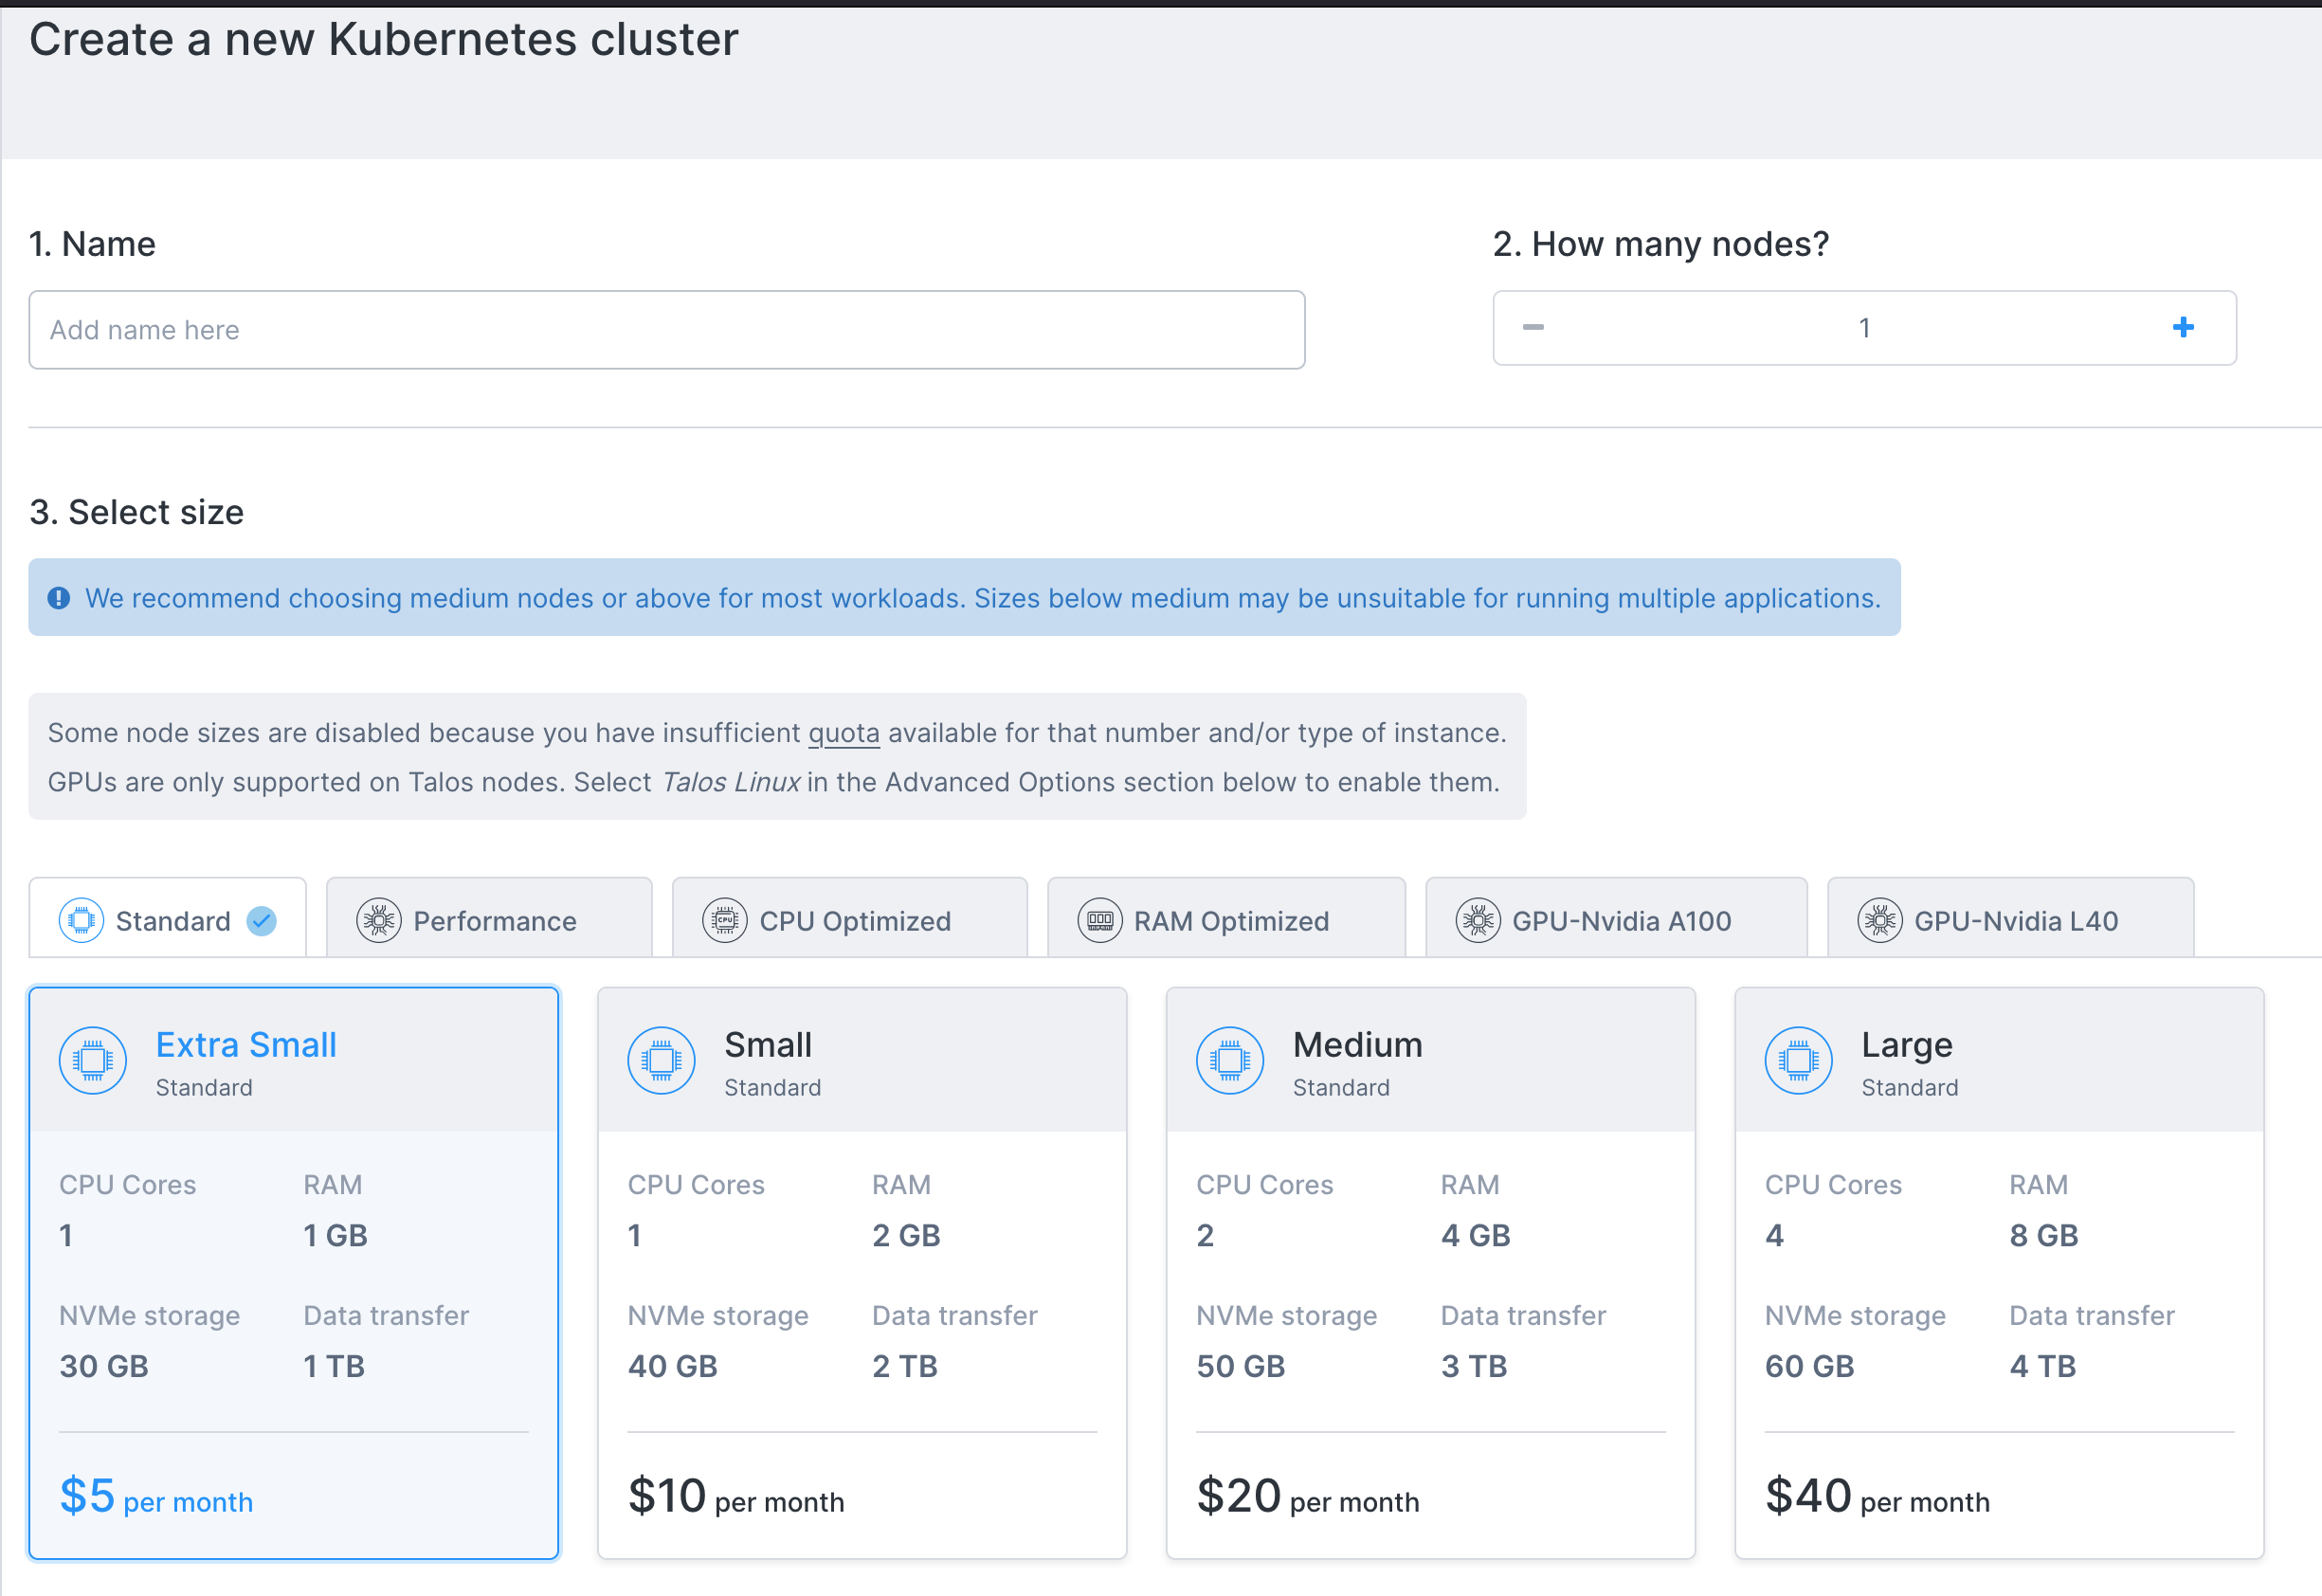 Create a new Kubernetes cluster
1. Name
2. How many nodes?
Add name here
1
3. Select size
We recommend choosing medium nodes or above for most workloads. Sizes below medium may be unsuitable for running multiple applications.
Some node sizes are disabled because you have insufficient quota available for that number and/or type of instance.
GPUs are only supported on Talos nodes. Select Talos Linux in the Advanced Options section below to enable them.
Standard
Performance
CPU
CPU Optimized
RAM Optimized
GPU-Nvidia A100
GPU-Nvidia L40
Extra Small
Standard
CPU Cores
RAM
1
1 GB
NVMe storage
Data transfer
30 GB
1 TB
$5 per month
Small
Standard
CPU Cores
RAM
1
2 GB
NVMe storage
Data transfer
40 GB
2 TB
$10 per month
Medium
Standard
CPU Cores
RAM
2
4 GB
NVMe storage
Data transfer
50 GB
3 TB
$20 per month
Large
Standard
CPU Cores
RAM
4
8 GB
NVMe storage
Data transfer
60 GB
4 TB
$40 per month